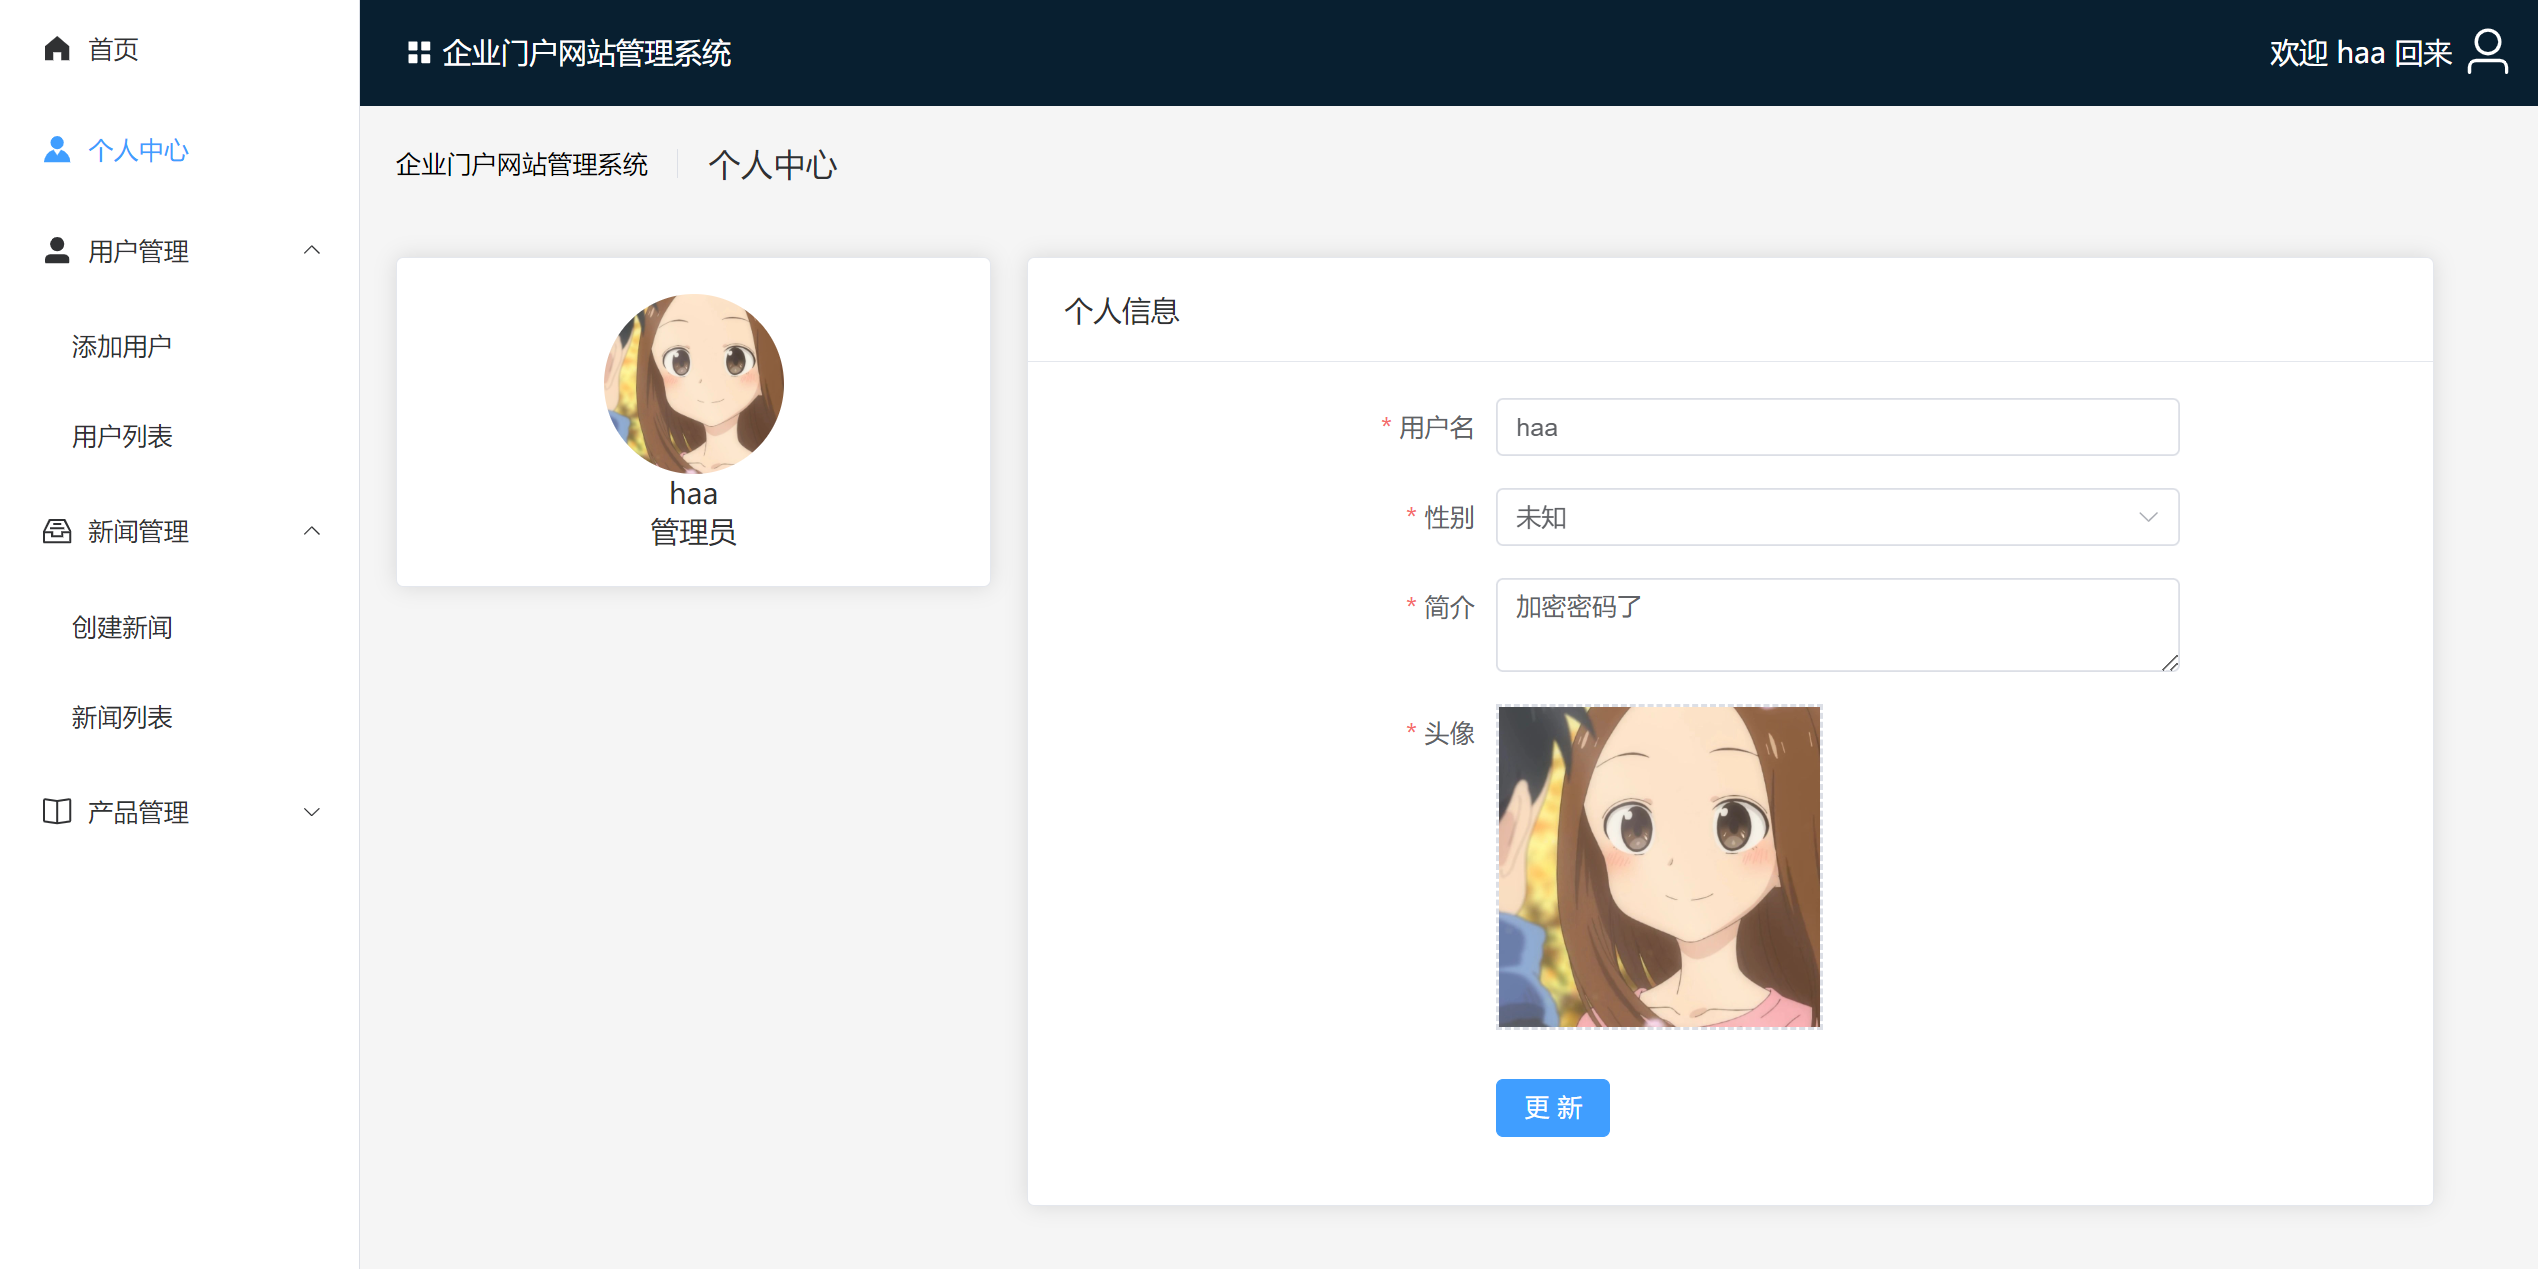 首页
个人中心
用户管理
添加用户
用户列表
新闻管理
创建新闻
新闻列表
产品管理
企业门户网站管理系统
欢迎 haa 回来
企业门户网站管理系统
个人中心
haa
管理员
个人信息
* 用户名 haa
* 性别 未知
* 简介 加密密码了
* 头像
更 新